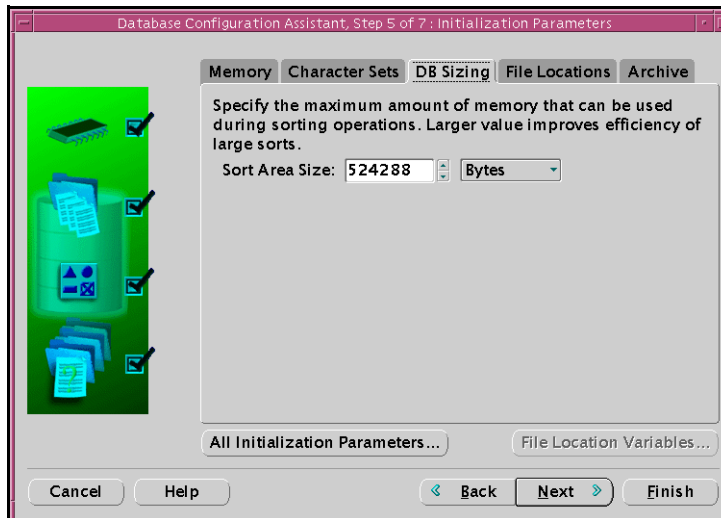 Database Configuration Assistant, Step 5 of 7 : Initialization Parameters
Memory Character Sets DB Sizing File Locations Archive
Specify the maximum amount of memory that can be used
during sorting operations. Larger value improves efficiency of
large sorts.
Sort Area Size: 524288 Bytes
All Initialization Parameters... File Location Variables...
Cancel Help Back Next Finish